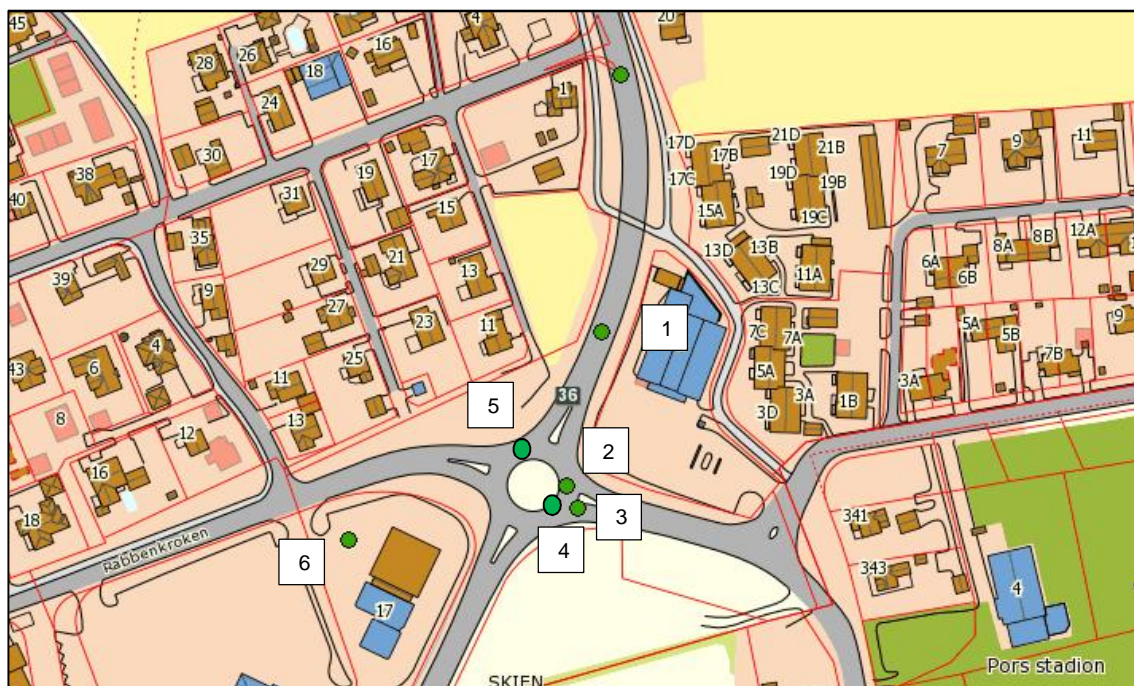 45
4
20
28
26
16
18
24
1
17D
17B
21D
21B
7
9
11
30
19
17
17C
19D
19B
38
31
15A
19C
40
15
35
13D
13B
8A
8B
12A
39
29
21
13
11A
6A
6B
9
13C
27
1
23
11
7C
7A
5A
5B
9
4
43
6
25
5A
7B
11
36
3A
3A
5
3D
1B
8
13
12
2
16
18
341
3
4
6
343
Rabbenkroken
17
4
Pors stadion
SKIEN